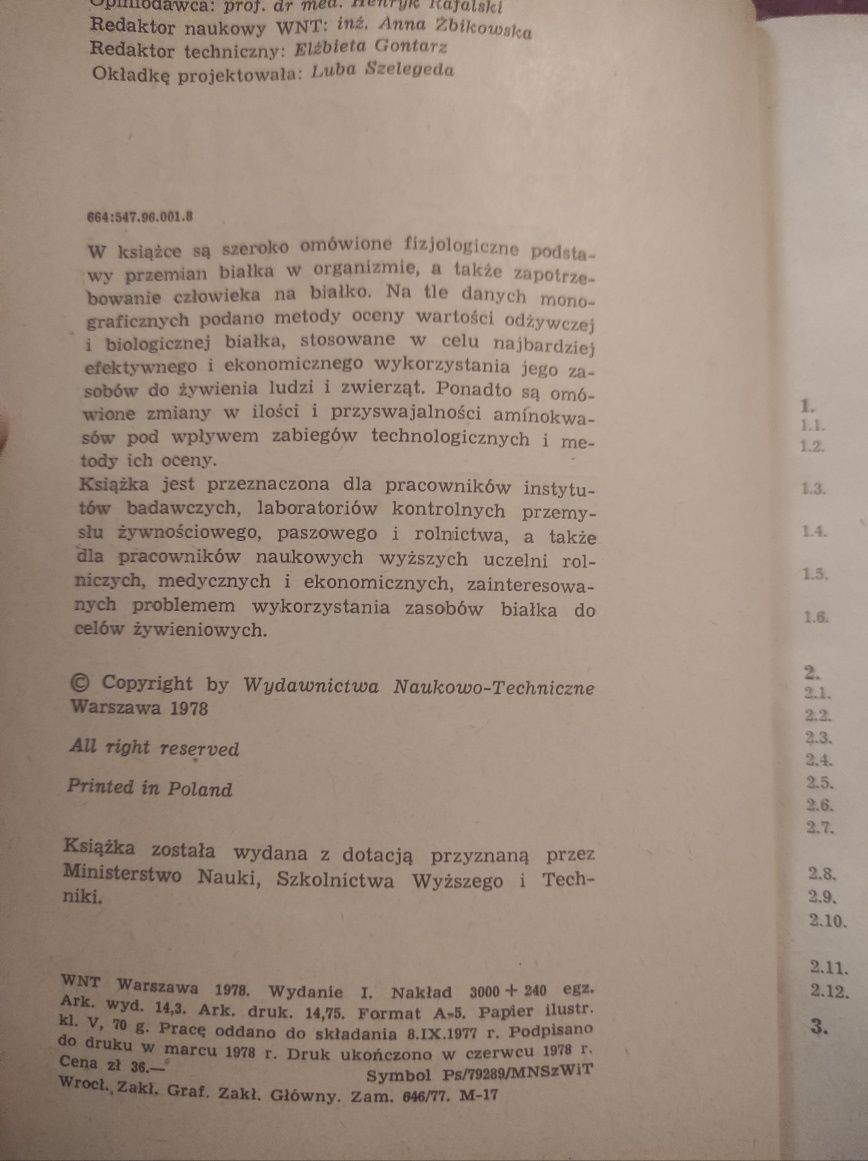 Opiniodawca: prof. dr med. Henryk Rafalski
Redaktor naukowy WNT: inż. Anna Zbikowska
Redaktor techniczny: Elżbieta Gontarz
Okładkę projektowała: Luba Szelegeda
664:547.96.001.8
W książce są szeroko omówione fizjologiczne podsta-
wy przemian białka w organizmie, a także zapotrze-
bowanie człowieka na białko. Na tle danych mono-
graficznych podano metody oceny wartości odżywczej
i biologicznej białka, stosowane w celu najbardziej
efektywnego i ekonomicznego wykorzystania jego za-
sobów do żywienia ludzi i zwierząt. Ponadto są omó-
wione zmiany w ilości i przyswajalności aminokwa-
sów pod wpływem zabiegów technologicznych i me-
tody ich oceny.
Książka jest przeznaczona dla pracowników instytu-
tów badawczych, laboratoriów kontrolnych przemy-
słu żywnościowego, paszowego i rolnictwa, a także
dla pracowników naukowych wyższych uczelni rol-
niczych, medycznych i ekonomicznych, zainteresowa-
nych problemem wykorzystania zasobów białka do
celów żywieniowych.
© Copyright by Wydawnictwa Naukowo-Techniczne
Warszawa 1978
All right reserved
Printed in Poland
Książka została wydana z dotacją przyznaną przez
Ministerstwo Nauki, Szkolnictwa Wyższego i Tech-
niki.
WNT Warszawa 1978. Wydanie I. Nakład 3000 + 240 egz.
Ark. wyd. 14,3. Ark. druk. 14,75. Format A-5. Papier ilustr.
kl. V, 70 g. Pracę oddano do składania 8.IX.1977 r. Podpisano
do druku w marcu 1978 r. Druk ukończono w czerwcu 1978 r.
Cena zł 36.— Symbol Ps/79289/MNSzWiT
Wrocł. Zakł. Graf. Zakł. Główny. Zam. 646/77. M-17
1.
1.1.
1.2.
1.3.
1.4.
1.5.
1.6.
2.
2.1.
2.2.
2.3.
2.4.
2.5.
2.6.
2.7.
2.8.
2.9.
2.10.
2.11.
2.12.
3.